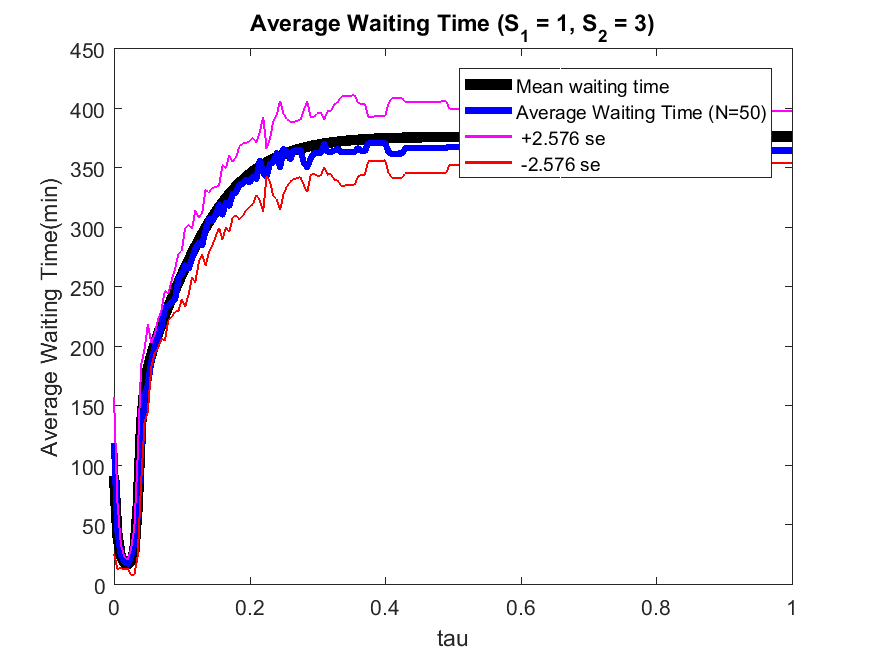 Average Waiting Time (S1 = 1, S2 = 3)
450
400
350
300
250
200
150
100
50
0
Average Waiting Time(min)
Mean waiting time
Average Waiting Time (N=50)
+2.576 se
-2.576 se
0
0.2
0.4
0.6
0.8
1
tau